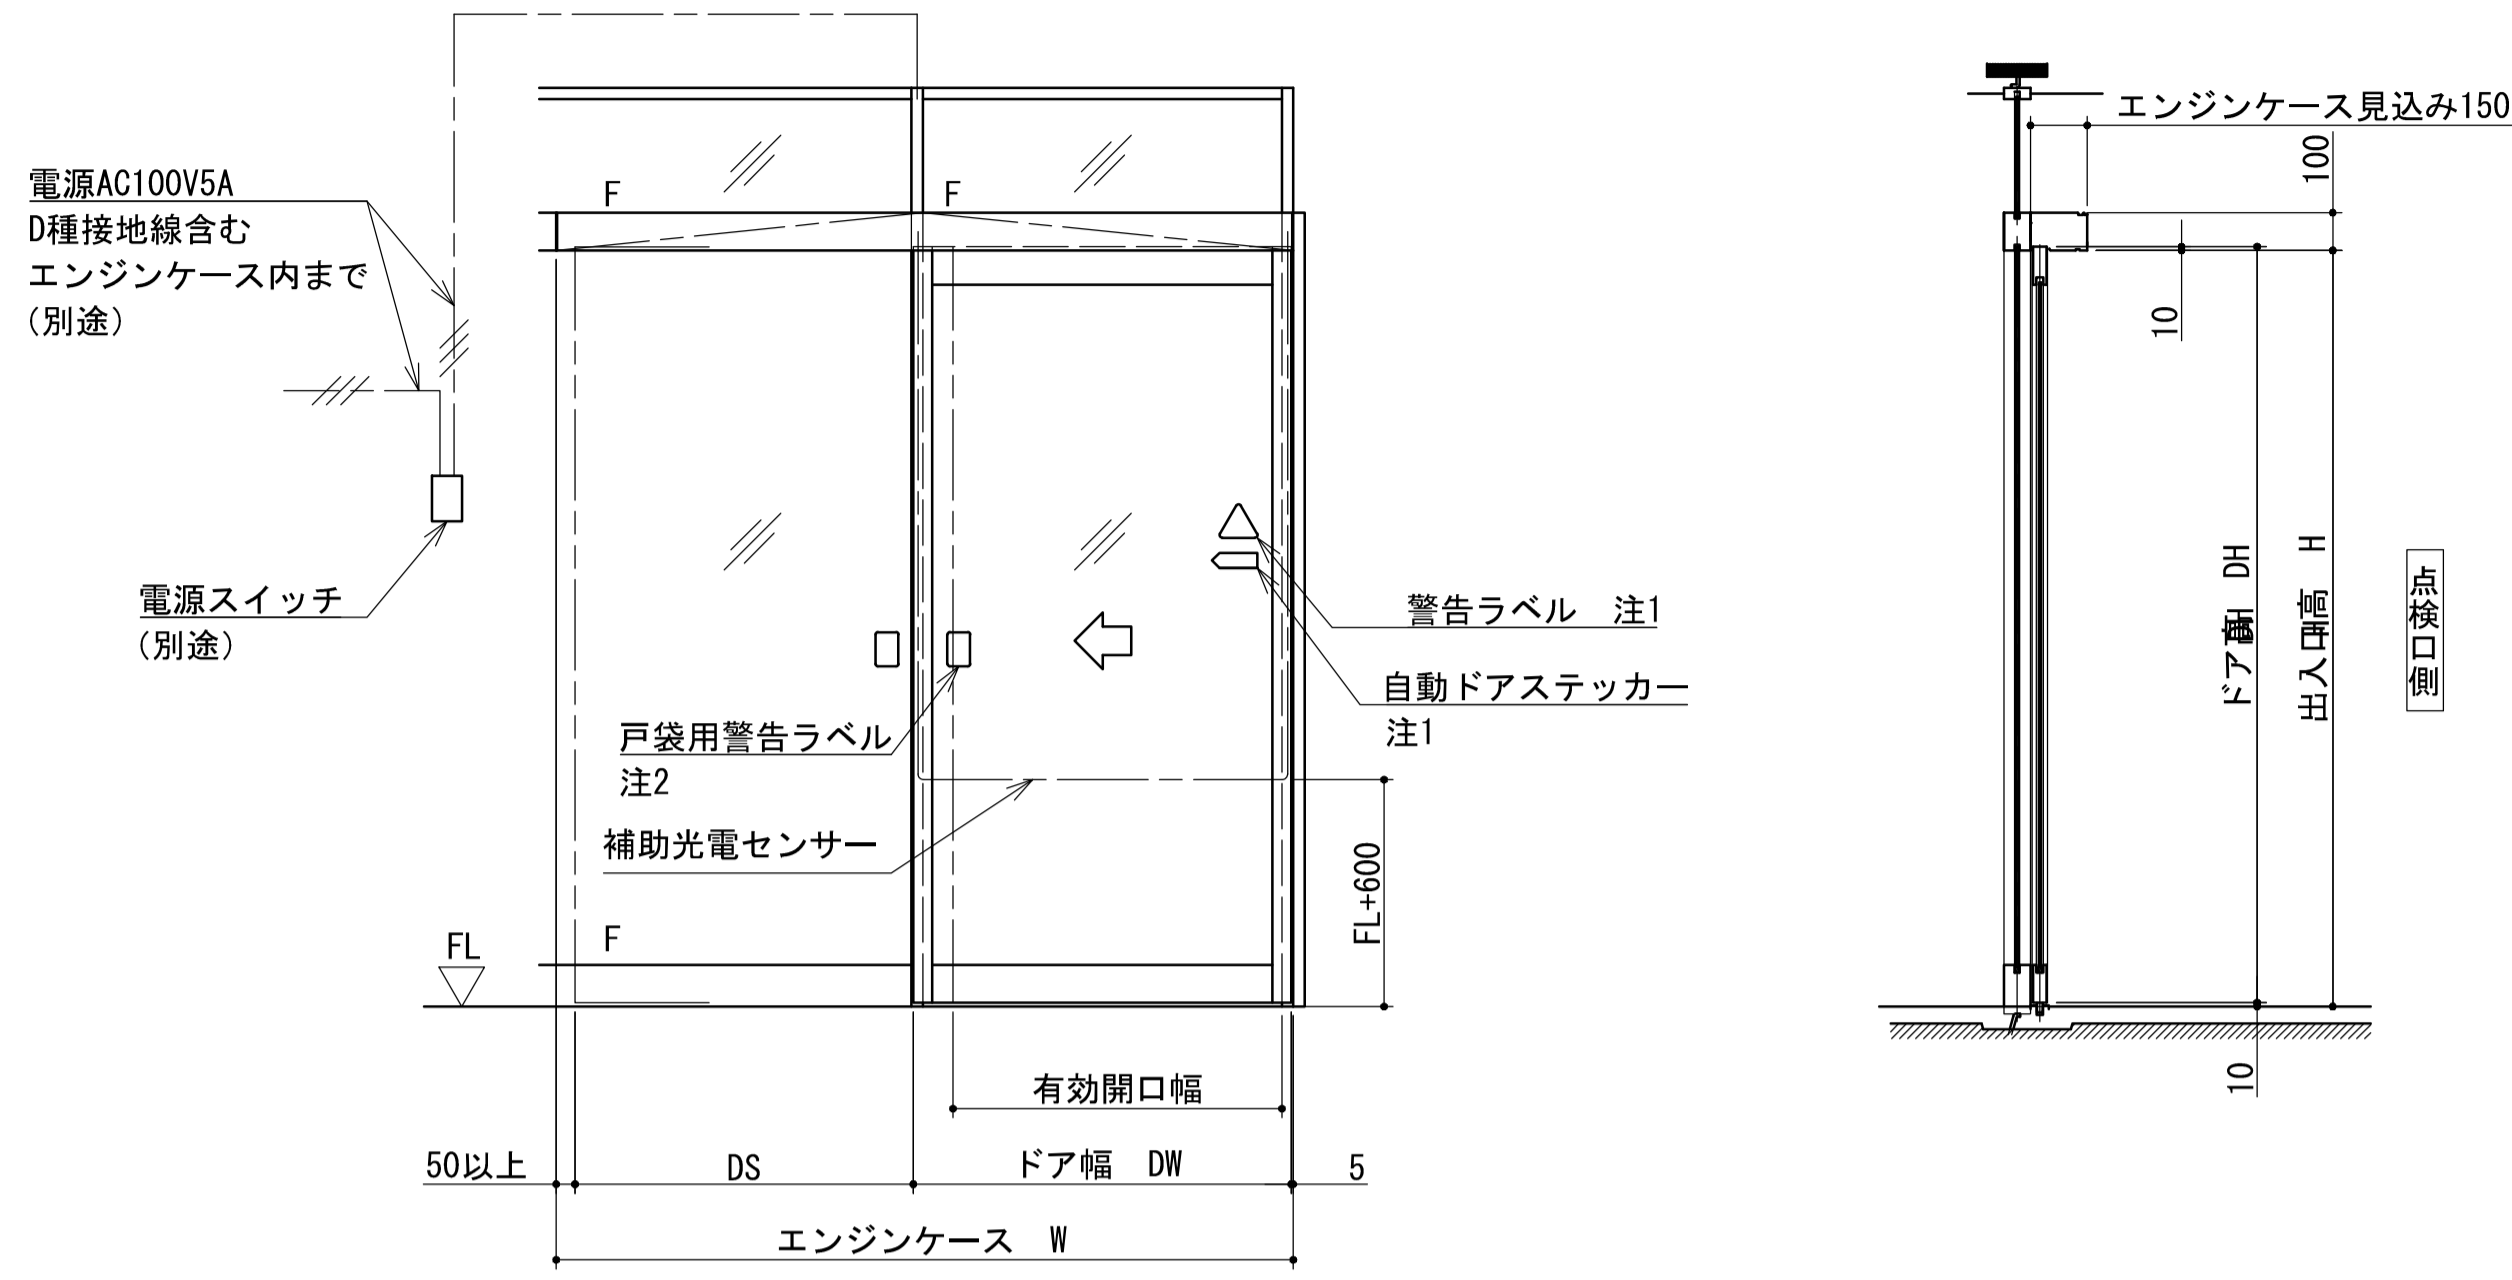 エンジンケース見込み150
100
電源AC100V5A
D種接地線含む
エンジンケース内まで
(別途)
F
F
10
電源スイッチ
(別途)
警告ラベル 注1
自動ドアステッカー
注1
戸袋用警告ラベル
注2
補助光電センサー
FL+600
ドア高 DH
出入口高 H
点検口側
FL
F
有効開口幅
10
50以上
DS
ドア幅 DW
5
エンジンケース W